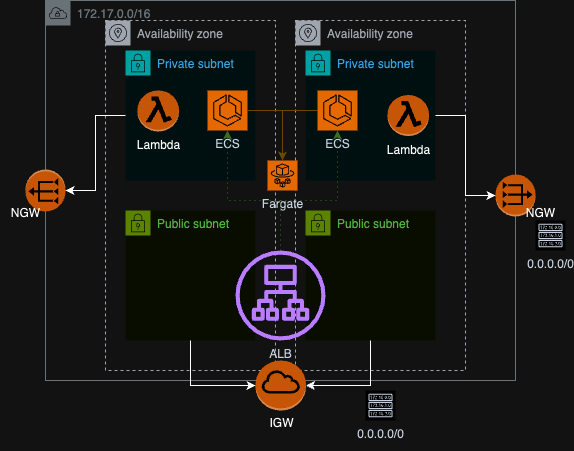 172.17.0.0/16
Availability zone
Availability zone
Private subnet
Private subnet
Lambda
ECS
ECS
Lambda
Fargate
NGW
NGW
Public subnet
Public subnet
0.0.0.0/0
ALB
IGW
0.0.0.0/0